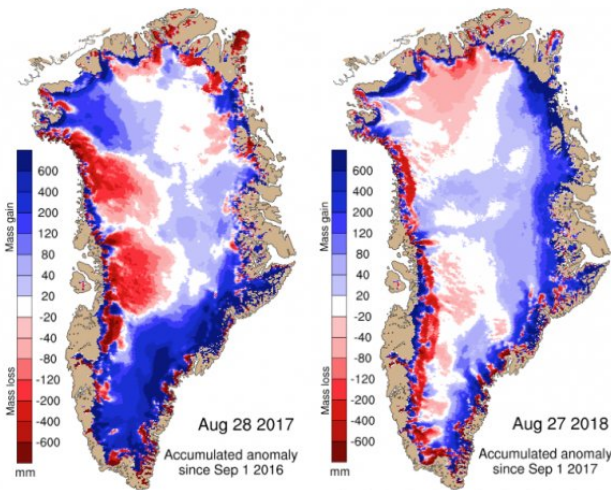 Mass gain
600
400
200
120
80
40
20
-20
-40
-80
-120
-200
-400
-600
Mass loss
mm
Aug 28 2017
Accumulated anomaly
since Sep 1 2016
Mass gain
600
400
200
120
80
40
20
-20
-40
-80
-120
-200
-400
-600
Mass loss
mm
Aug 27 2018
Accumulated anomaly
since Sep 1 2017